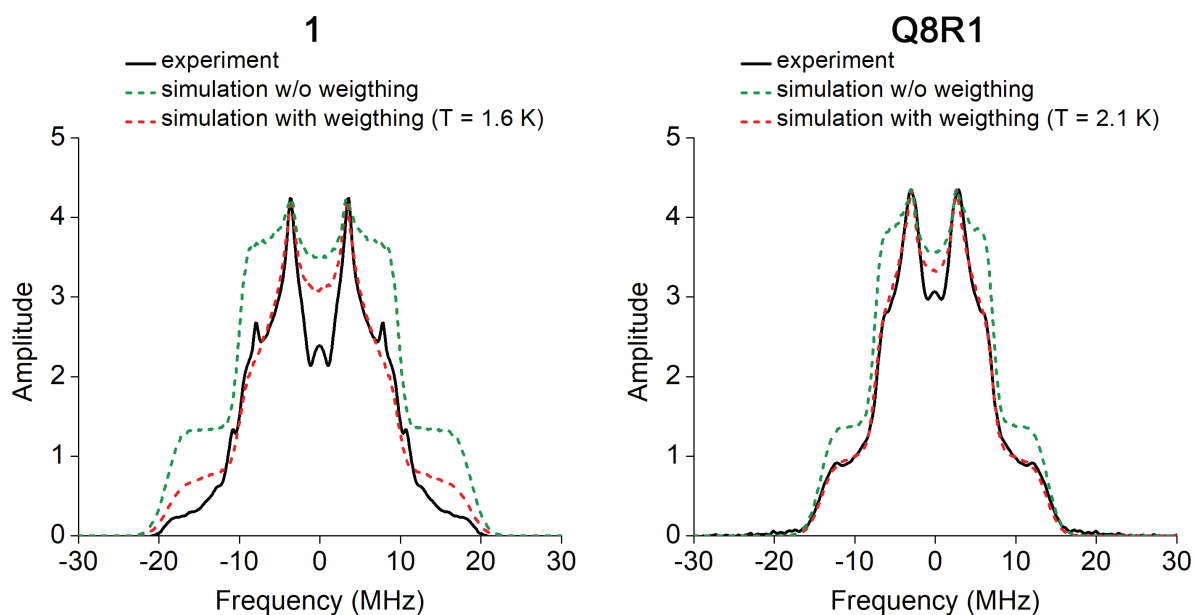 1
experiment
simulation w/o weigthing
simulation with weigthing (T = 1.6 K)
5
4
3
2
1
0
Amplitude
-30 -20 -10 0 10 20 30
Frequency (MHz)
Q8R1
experiment
simulation w/o weigthing
simulation with weigthing (T = 2.1 K)
5
4
3
2
1
0
Amplitude
-30 -20 -10 0 10 20 30
Frequency (MHz)